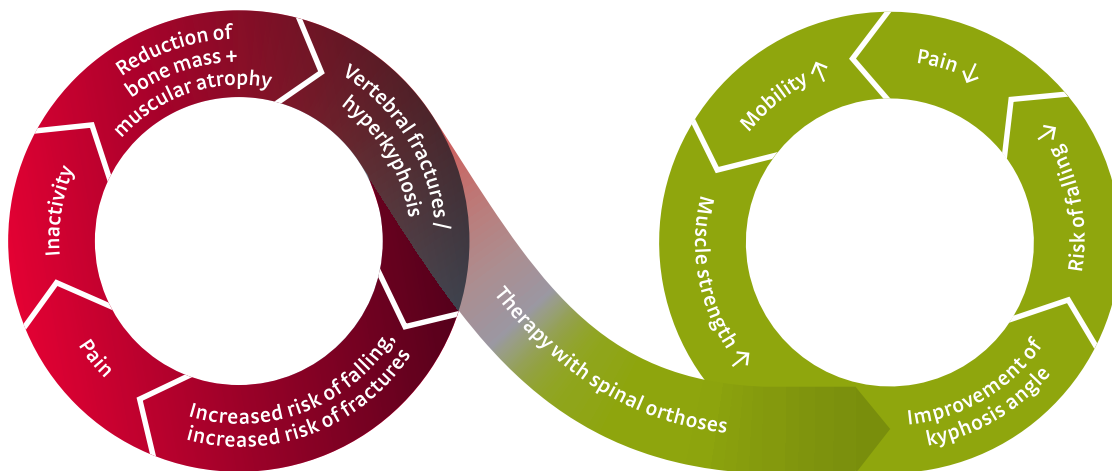 Reduction of
bone mass +
muscular atrophy
Vertebral fractures /
hyperkyphosis
Increased risk of falling,
increased risk of fractures
Pain
Inactivity
Therapy with spinal orthoses
Improvement of
kyphosis angle
Risk of falling ↓
Pain ↓
Mobility ↑
Muscle strength ↑